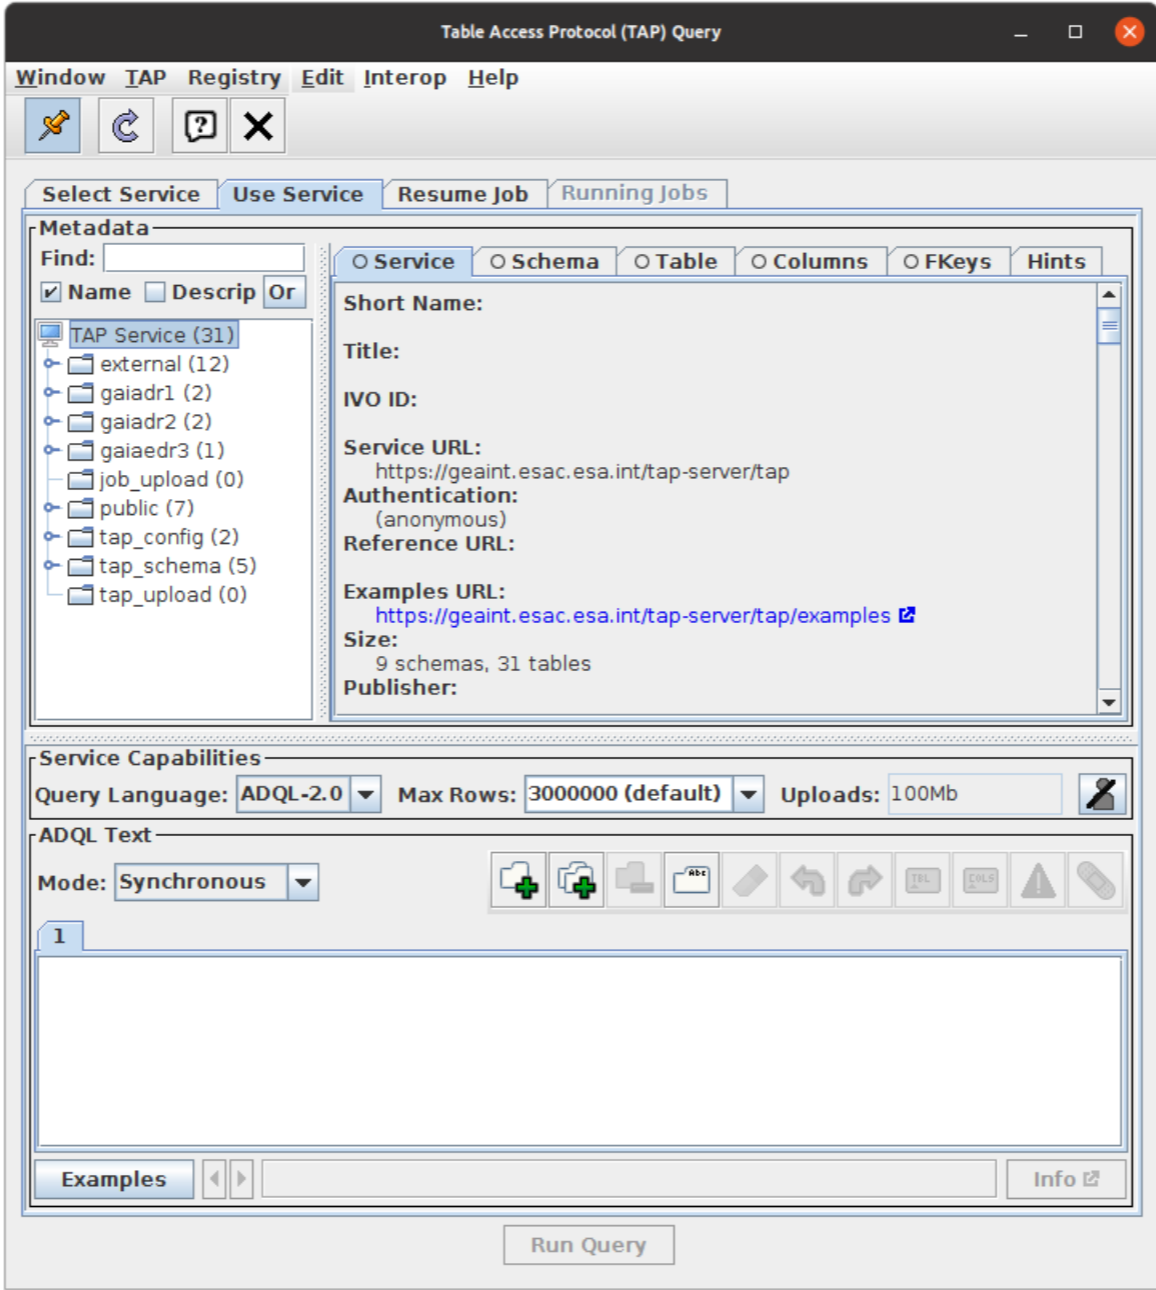 Table Access Protocol (TAP) Query
Window TAP Registry Edit Interop Help
Select Service Use Service Resume Job Running Jobs
Metadata
Find:
Name Descrip Or
TAP Service (31)
external (12)
gaiadr1 (2)
gaiadr2 (2)
gaiaedr3 (1)
job_upload (0)
public (7)
tap_config (2)
tap_schema (5)
tap_upload (0)
Service Schema Table Columns FKeys Hints
Short Name:
Title:
IVO ID:
Service URL:
https://geaint.esac.esa.int/tap-server/tap
Authentication:
(anonymous)
Reference URL:
Examples URL:
https://geaint.esac.esa.int/tap-server/tap/examples
Size:
9 schemas, 31 tables
Publisher:
Service Capabilities
Query Language: ADQL-2.0 Max Rows: 3000000 (default) Uploads: 100Mb
ADQL Text
Mode: Synchronous Abc TBL COLS
1
Examples Info
Run Query